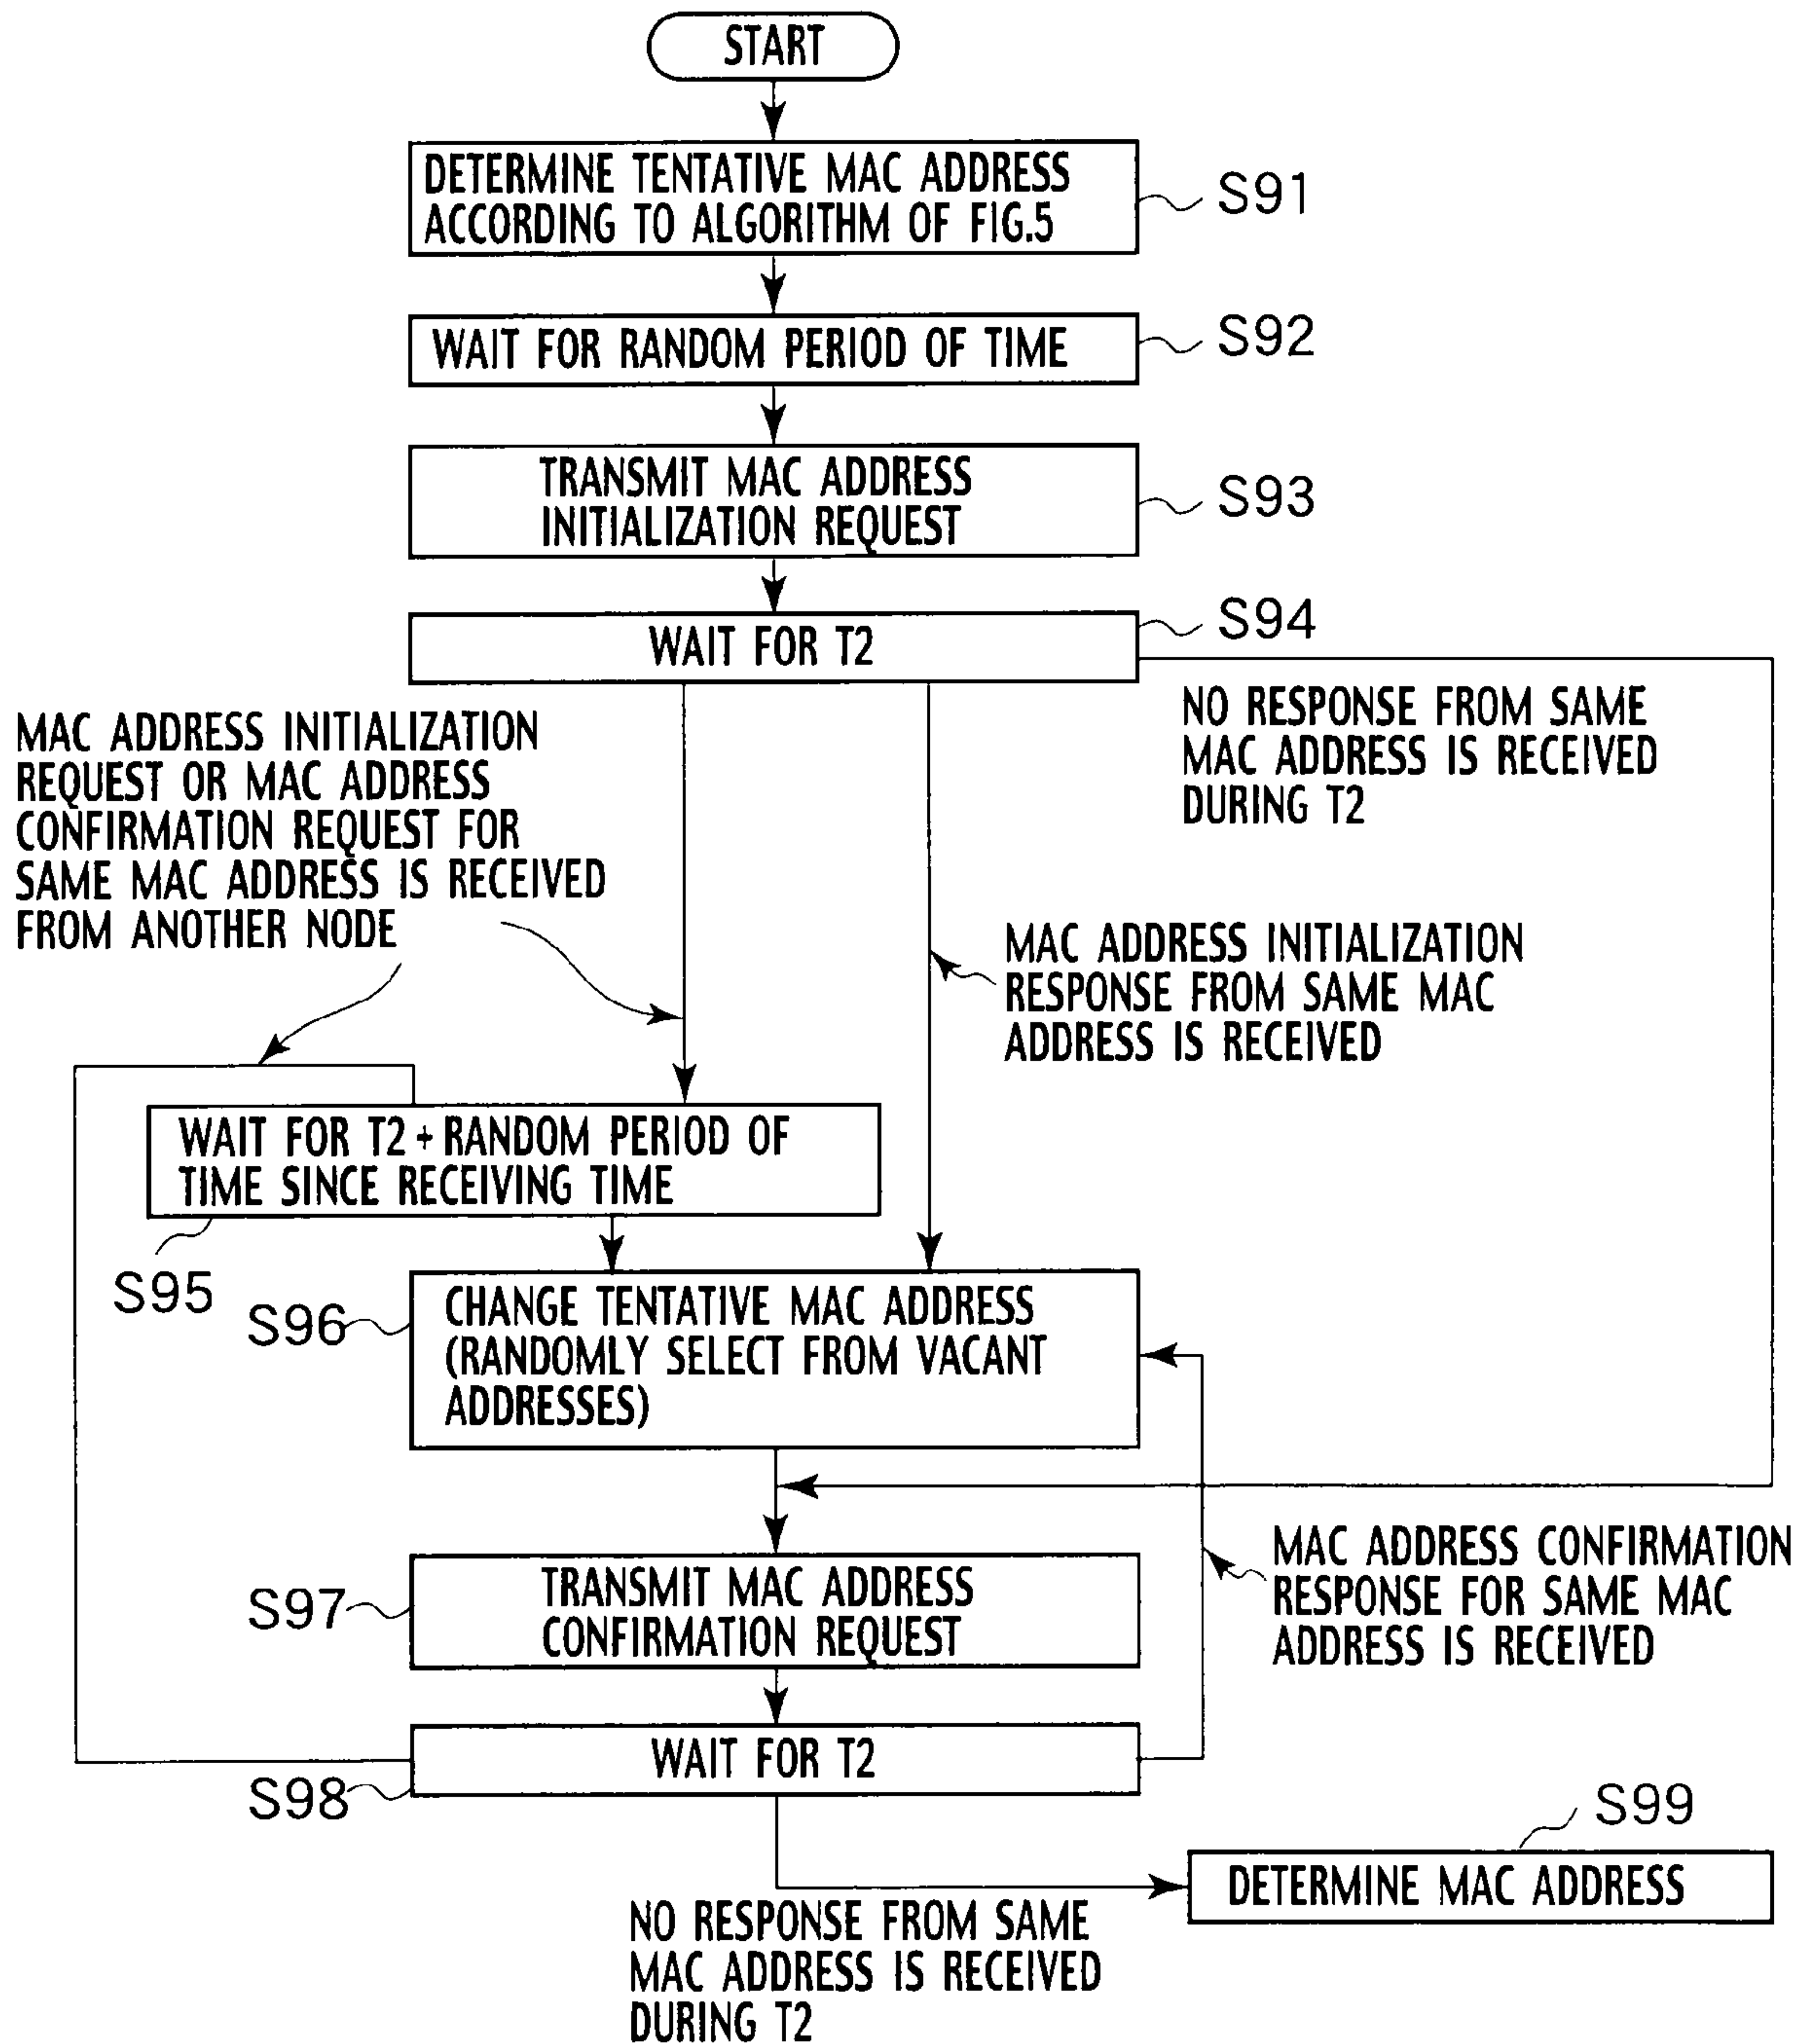 START
DETERMINE TENTATIVE MAC ADDRESS
ACCORDING TO ALGORITHM OF FIG.5
S91
WAIT FOR RANDOM PERIOD OF TIME
S92
TRANSMIT MAC ADDRESS
INITIALIZATION REQUEST
S93
WAIT FOR T2
S94
NO RESPONSE FROM SAME
MAC ADDRESS IS RECEIVED
DURING T2
MAC ADDRESS INITIALIZATION
REQUEST OR MAC ADDRESS
CONFIRMATION REQUEST FOR
SAME MAC ADDRESS IS RECEIVED
FROM ANOTHER NODE
MAC ADDRESS INITIALIZATION
RESPONSE FROM SAME MAC
ADDRESS IS RECEIVED
WAIT FOR T2 + RANDOM PERIOD OF
TIME SINCE RECEIVING TIME
S95
S96
CHANGE TENTATIVE MAC ADDRESS
(RANDOMLY SELECT FROM VACANT
ADDRESSES)
MAC ADDRESS CONFIRMATION
RESPONSE FOR SAME MAC
ADDRESS IS RECEIVED
S97
TRANSMIT MAC ADDRESS
CONFIRMATION REQUEST
WAIT FOR T2
S98
S99
DETERMINE MAC ADDRESS
NO RESPONSE FROM SAME
MAC ADDRESS IS RECEIVED
DURING T2